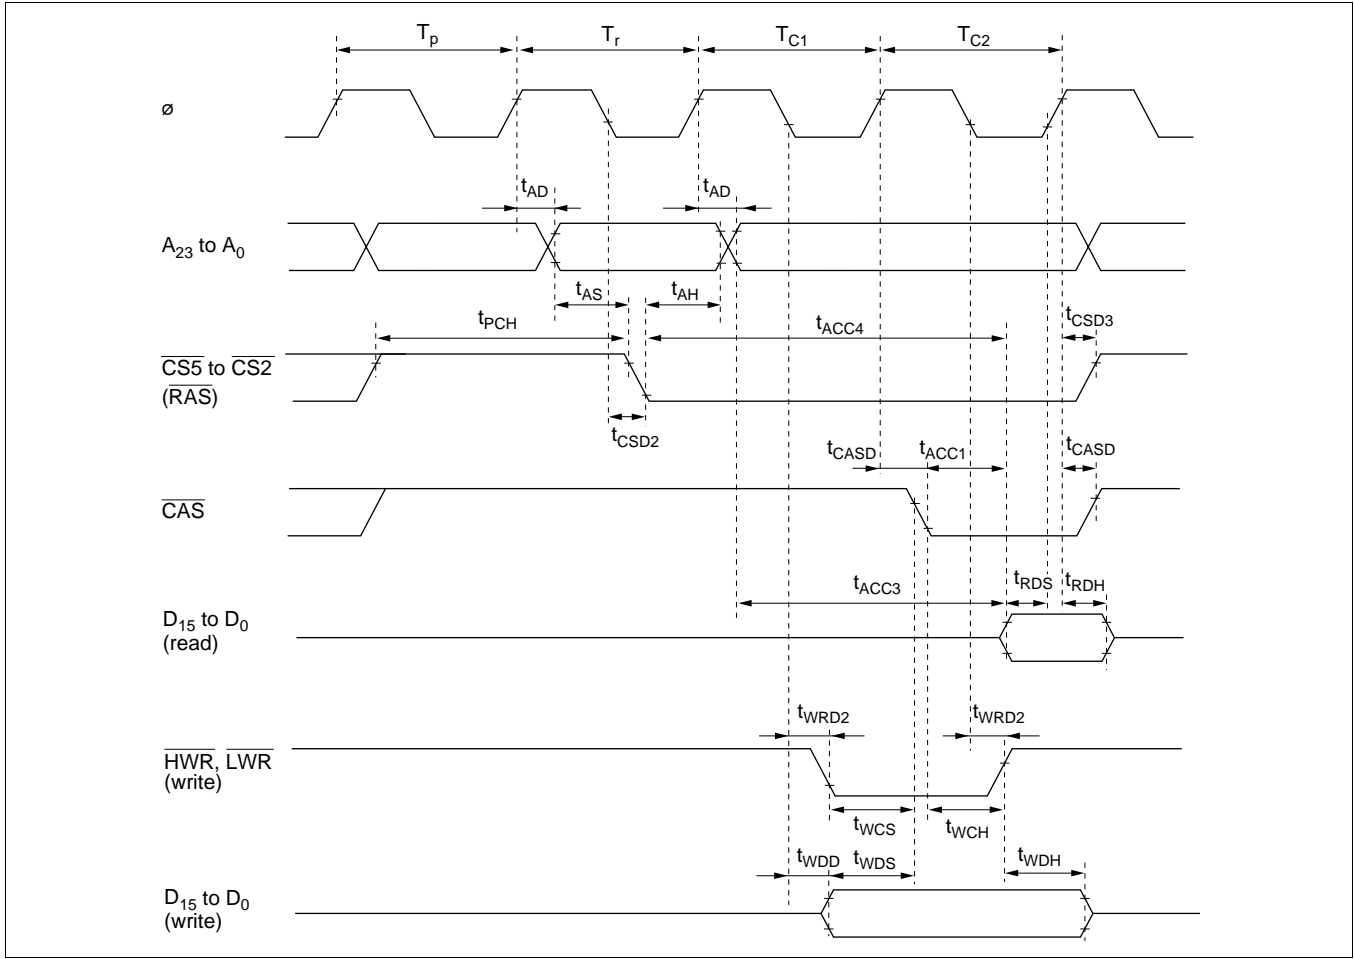 Tp Tr TC1 TC2
ø
tAD tAD
A23 to A0
tAS tAH
tPCH tACC4 tCSD3
CS5 to CS2
(RAS)
tCSD2
tCASD tACC1 tCASD
CAS
tACC3 tRDS tRDH
D15 to D0
(read)
tWRD2 tWRD2
HWR, LWR
(write)
tWCS tWCH
tWDD tWDS tWDH
D15 to D0
(write)